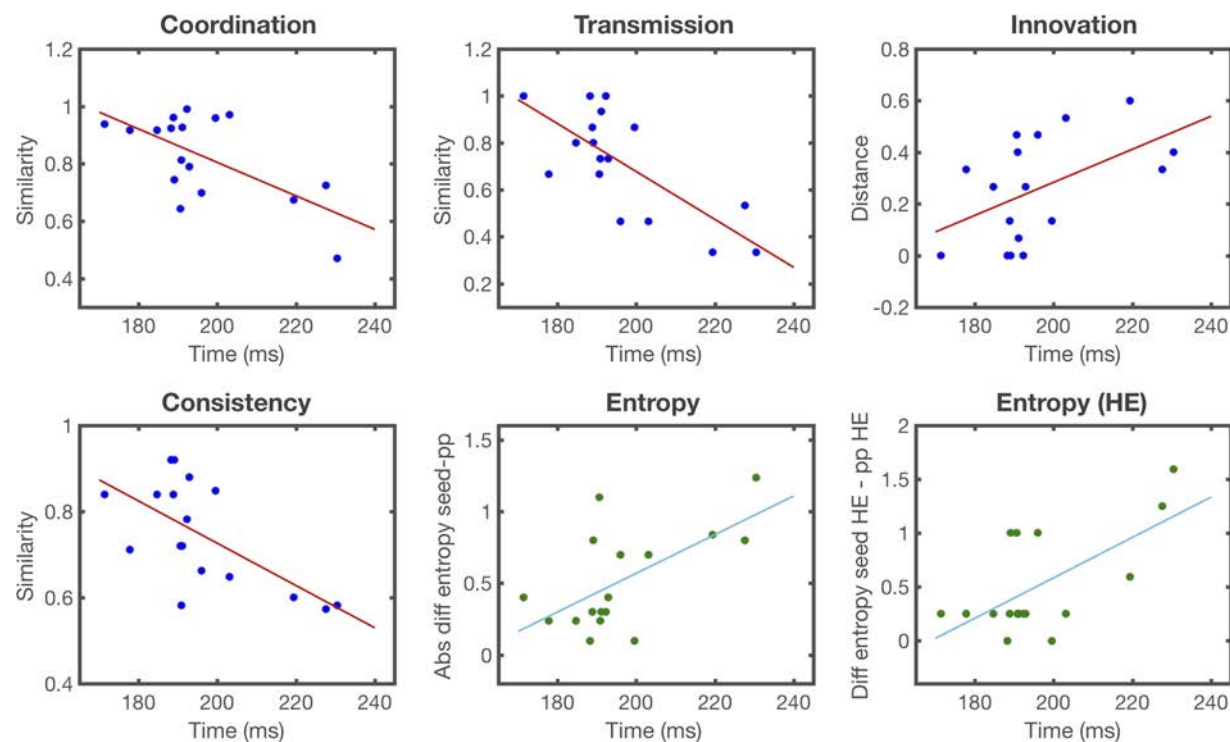 Coordination
1.2
1
0.8
0.6
0.4
Similarity
180 200 220 240
Time (ms)
Transmission
1.2
1
0.8
0.6
0.4
0.2
Similarity
180 200 220 240
Time (ms)
Innovation
0.8
0.6
0.4
0.2
0
-0.2
Distance
180 200 220 240
Time (ms)
Consistency
1
0.8
0.6
0.4
Similarity
180 200 220 240
Time (ms)
Entropy
1.5
1
0.5
0
Abs diff entropy seed-pp
180 200 220 240
Time (ms)
Entropy (HE)
2
1.5
1
0.5
0
Diff entropy seed HE - pp HE
180 200 220 240
Time (ms)